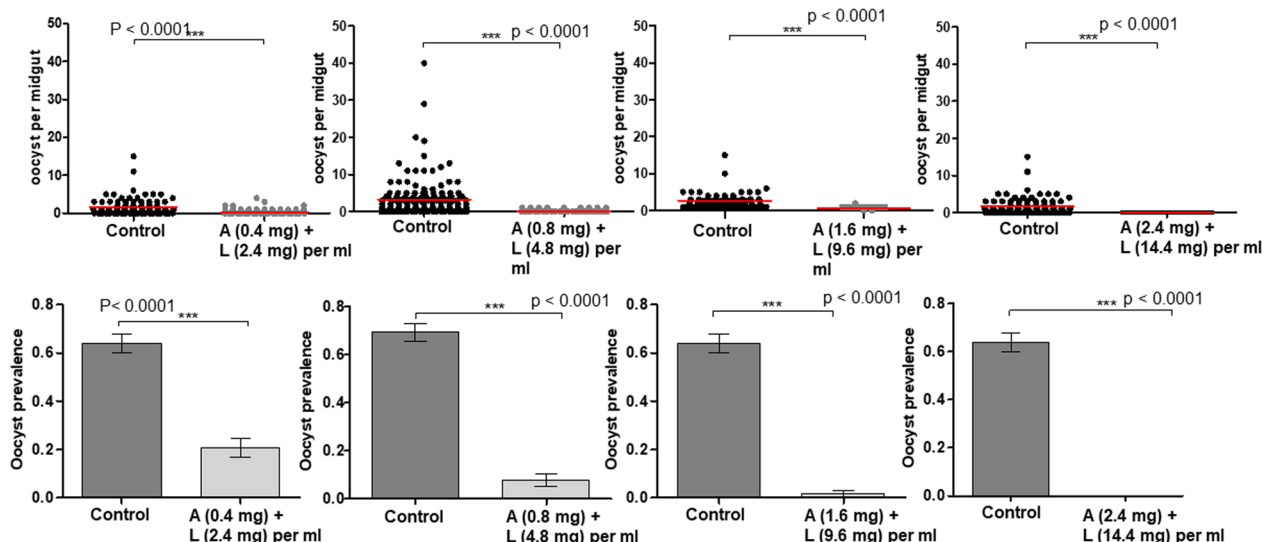 P < 0.0001
***
oocyst per midgut
50
40
30
20
10
0
Control
A (0.4 mg) +
L (2.4 mg) per ml
p < 0.0001
***
oocyst per midgut
50
40
30
20
10
0
Control
A (0.8 mg) +
L (4.8 mg) per
ml
p < 0.0001
***
oocyst per midgut
50
40
30
20
10
0
Control
A (1.6 mg) +
L (9.6 mg) per
ml
p < 0.0001
***
oocyst per midgut
50
40
30
20
10
0
Control
A (2.4 mg) +
L (14.4 mg) per ml
P< 0.0001
***
Oocyst prevalence
0.8
0.6
0.4
0.2
0.0
Control
A (0.4 mg) +
L (2.4 mg) per ml
p < 0.0001
***
Oocyst prevalence
0.8
0.6
0.4
0.2
0.0
Control
A (0.8 mg) +
L (4.8 mg) per ml
p < 0.0001
***
Oocyst prevalence
0.8
0.6
0.4
0.2
0.0
Control
A (1.6 mg) +
L (9.6 mg) per ml
p < 0.0001
***
Oocyst prevalence
0.8
0.6
0.4
0.2
0.0
Control
A (2.4 mg) +
L (14.4 mg) per ml